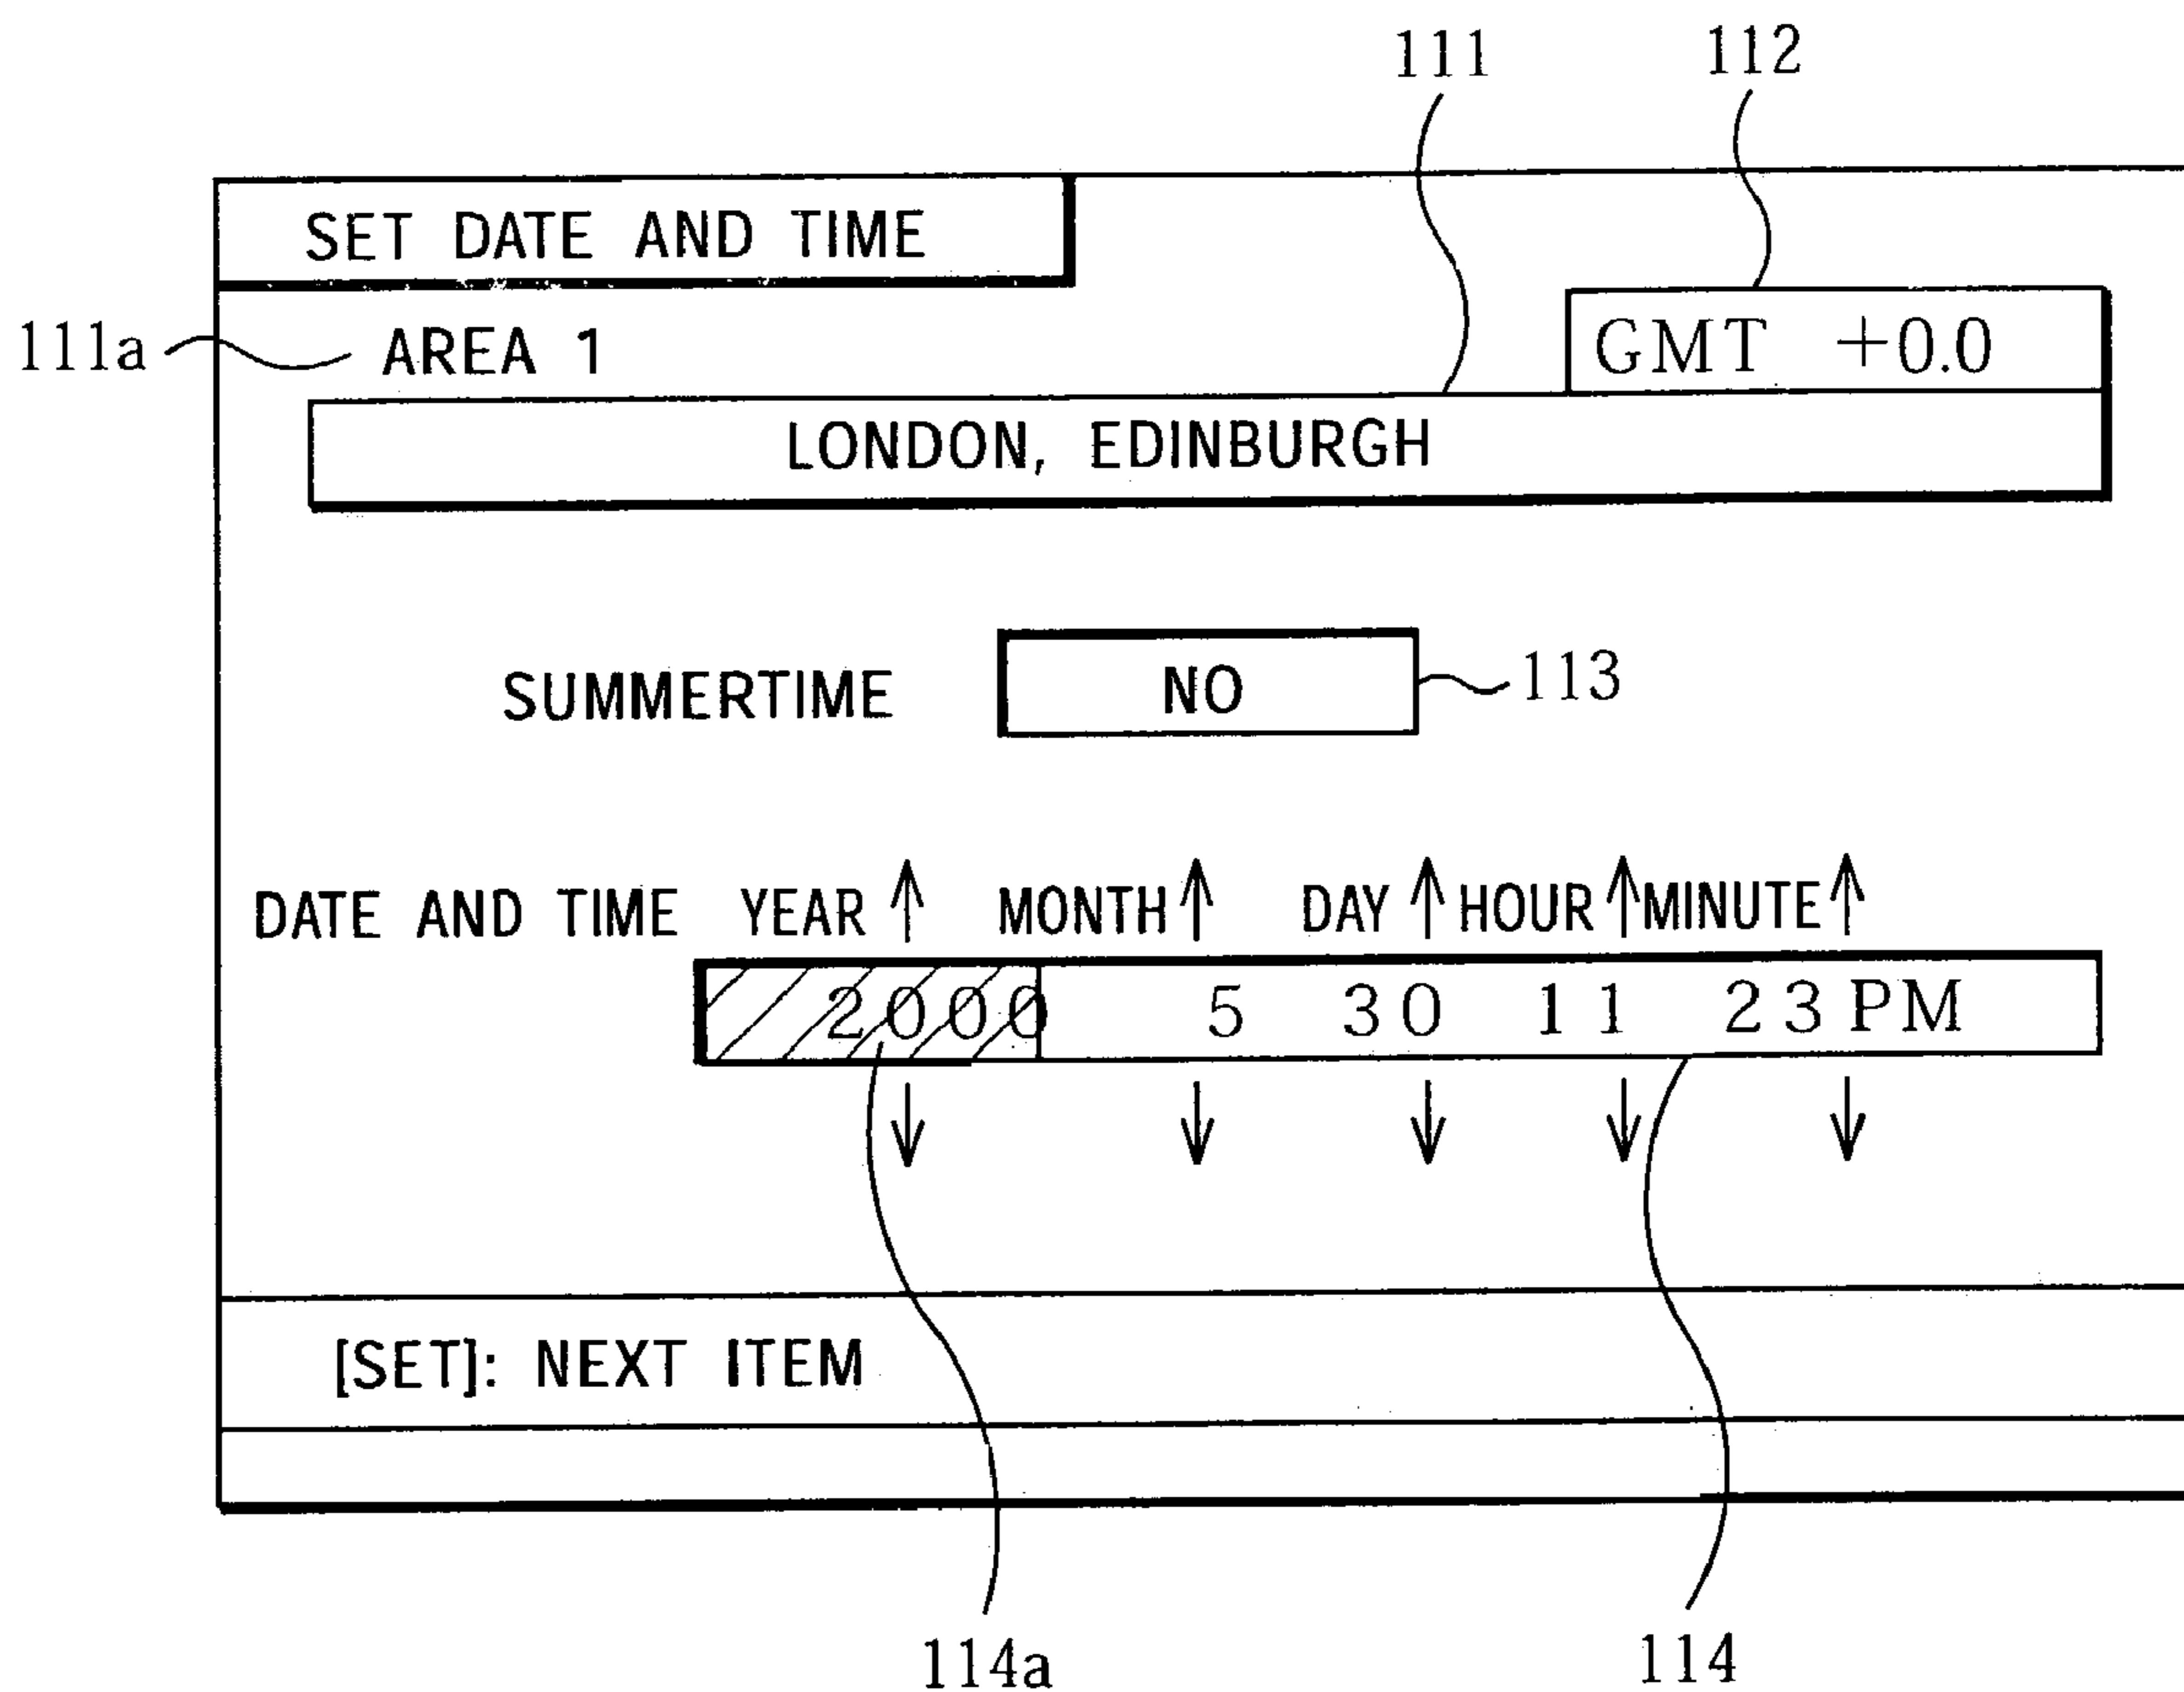 111 112
SET DATE AND TIME
111a AREA 1 GMT +0.0
LONDON, EDINBURGH
SUMMERTIME NO 113
DATE AND TIME YEAR ↑ MONTH ↑ DAY ↑ HOUR ↑ MINUTE ↑
2000 5 30 11 23 PM
↓ ↓ ↓ ↓ ↓
[SET]: NEXT ITEM
114a 114